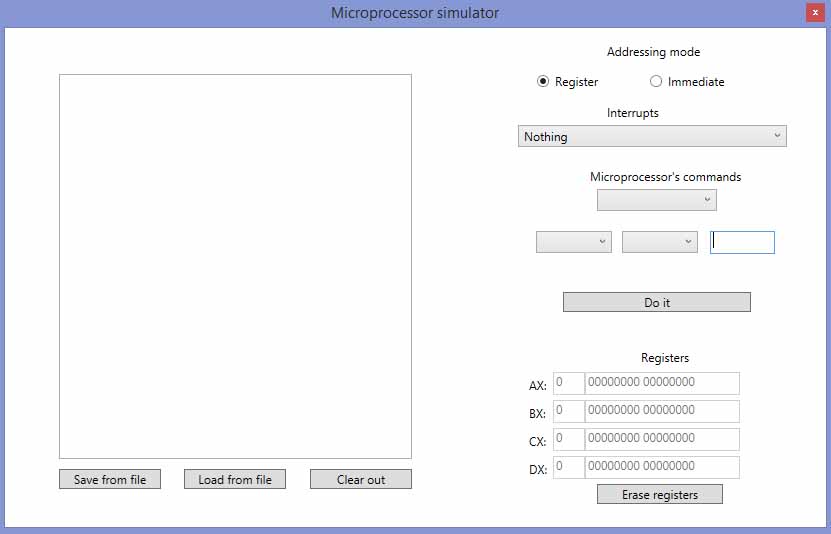 Microprocessor simulator
x
Addressing mode
Register Immediate
Interrupts
Nothing
Microprocessor's commands
Do it
Registers
AX: 0 00000000 00000000
BX: 0 00000000 00000000
CX: 0 00000000 00000000
DX: 0 00000000 00000000
Save from file Load from file Clear out
Erase registers